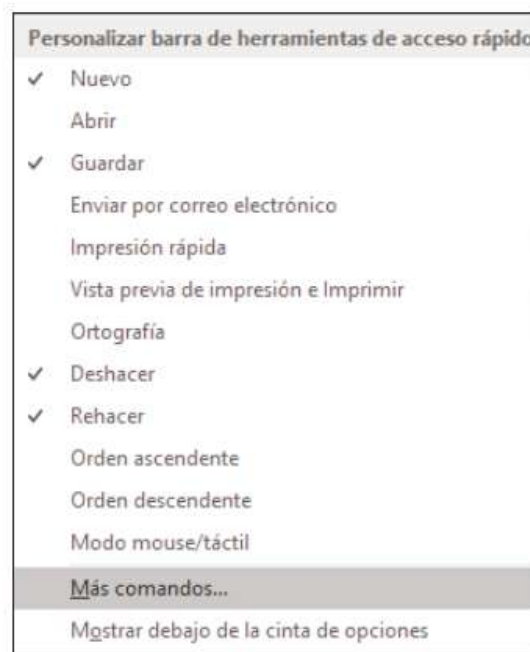 Personalizar barra de herramientas de acceso rápido
✓ Nuevo
Abrir
✓ Guardar
Enviar por correo electrónico
Impresión rápida
Vista previa de impresión e Imprimir
Ortografía
✓ Deshacer
✓ Rehacer
Orden ascendente
Orden descendente
Modo mouse/táctil
Más comandos...
Mostrar debajo de la cinta de opciones